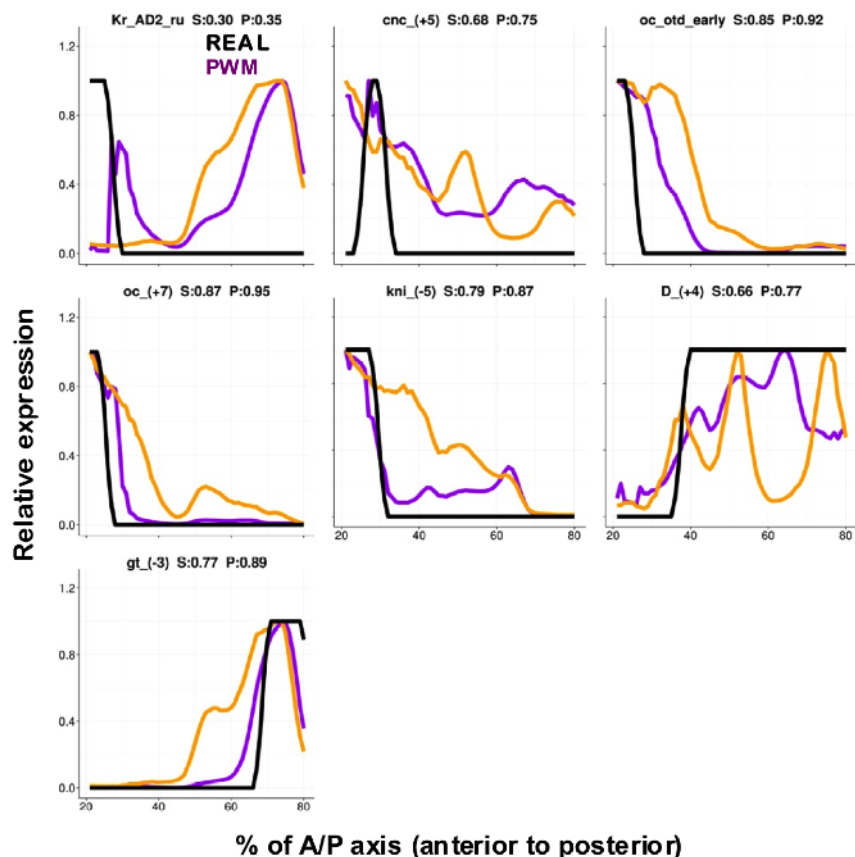 Kr_AD2_ru S:0.30 P:0.35
cnc_(+5) S:0.68 P:0.75
oc_otd_early S:0.85 P:0.92
REAL
PWM
1.2
0.8
0.4
0.0
oc_(+7) S:0.87 P:0.95
kni_(-5) S:0.79 P:0.87
D_(+4) S:0.66 P:0.77
1.2
0.8
0.4
0.0
20 40 60 80
20 40 60 80
gt_(-3) S:0.77 P:0.89
1.2
0.8
0.4
0.0
20 40 60 80
Relative expression
% of A/P axis (anterior to posterior)